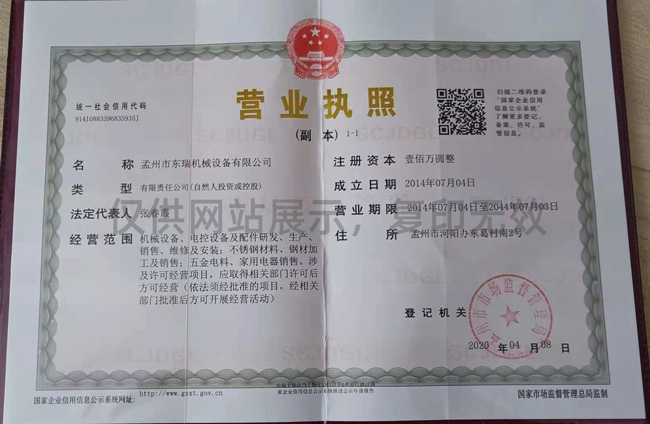 统一社会信用代码
91410883396835935J
营业执照
(副 本) 1-1
扫描二维码登录
"国家企业信用
信息公示系统"
了解更多登记、
备案、许可、监
管信息。
名 称 孟州市东瑞机械设备有限公司
类 型 有限责任公司(自然人投资或控股)
法定代表人 张春霞
经营范围 机械设备、电控设备及配件研发、生产、
销售、维修及安装；不锈钢材料、钢材加
工及销售；五金电料、家用电器销售。涉
及许可经营项目，应取得相关部门许可后
方可经营（依法须经批准的项目，经相关
部门批准后方可开展经营活动）
注册资本 壹佰万圆整
成立日期 2014年07月04日
营业期限 2014年07月04日至2044年07月03日
住 所 孟州市河阳办东葛村南2号
仅供网站展示，复印无效
登记机关
孟州市市场监督管理局
2020 年 04 月 08 日
国家企业信用信息公示系统网址: http://www.gsxt.gov.cn
国家市场监督管理总局监制